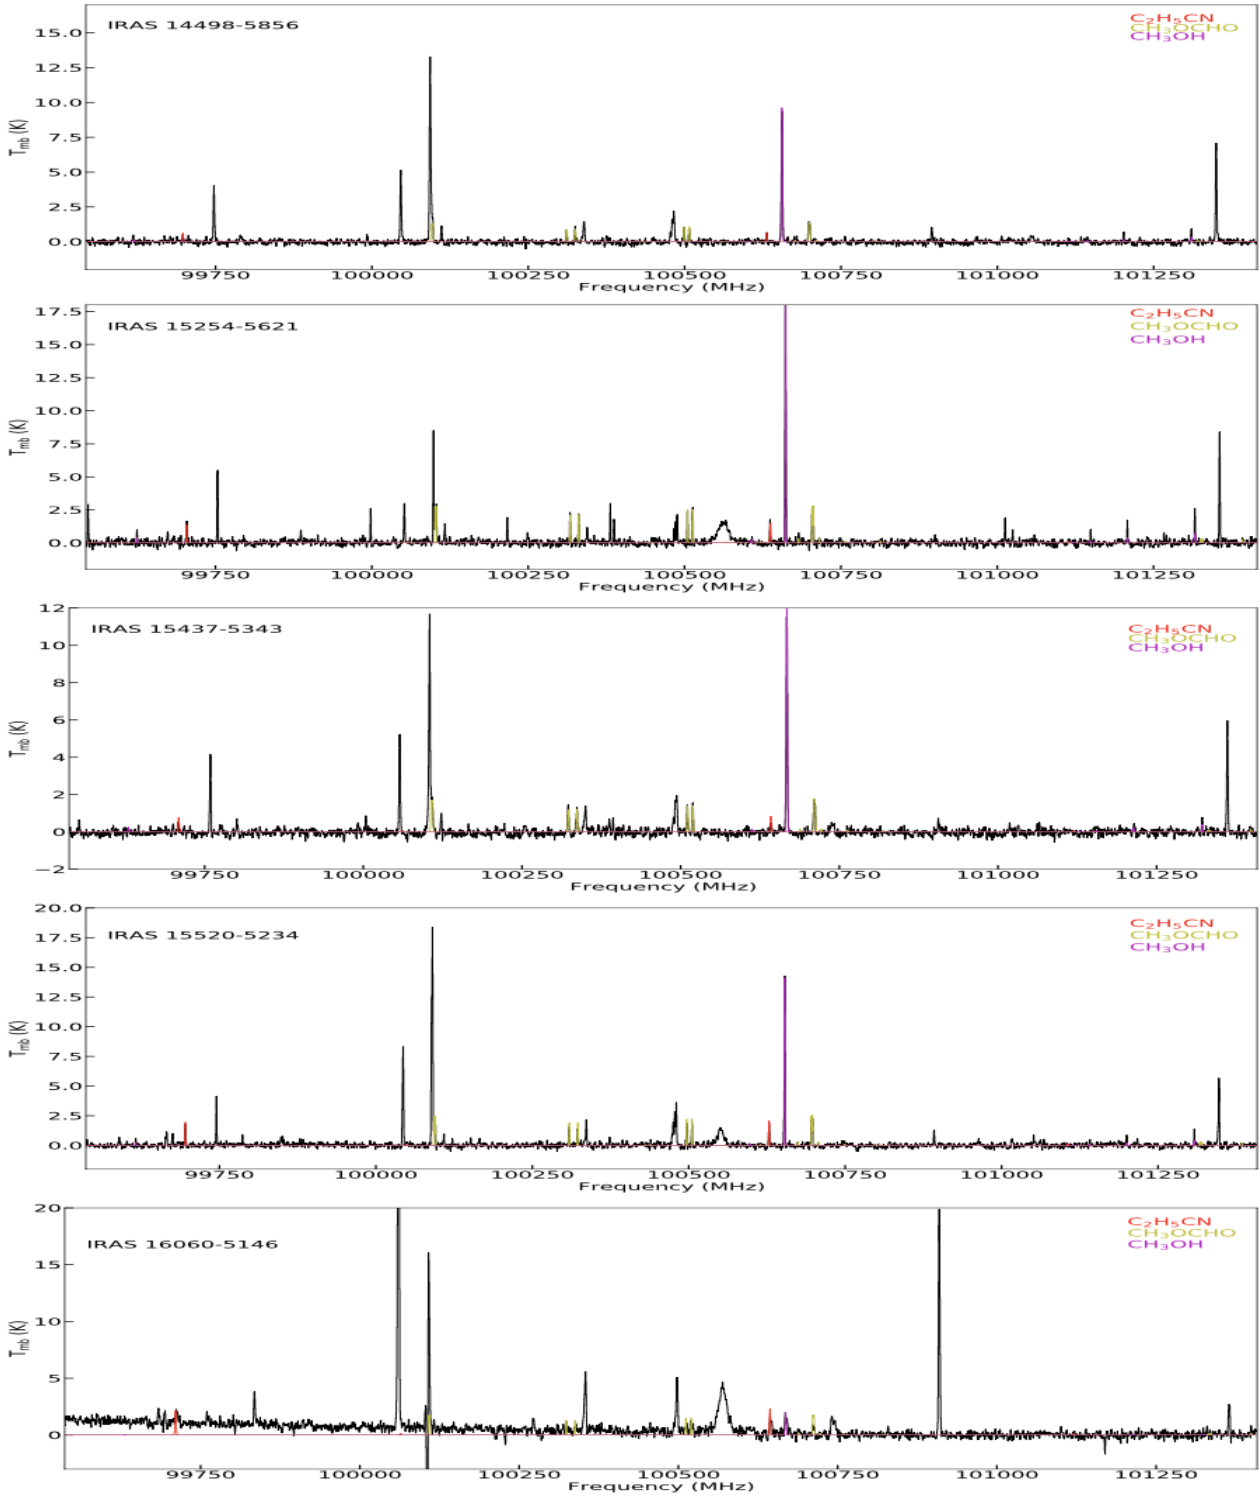 IRAS 14498-5856
C₂H₅CN
CH₃OCHO
CH₃OH
15.0
12.5
10.0
7.5
5.0
2.5
0.0
T_mb (K)
99750 100000 100250 100500 100750 101000 101250
Frequency (MHz)
IRAS 15254-5621
C₂H₅CN
CH₃OCHO
CH₃OH
17.5
15.0
12.5
10.0
7.5
5.0
2.5
0.0
T_mb (K)
99750 100000 100250 100500 100750 101000 101250
Frequency (MHz)
IRAS 15437-5343
C₂H₅CN
CH₃OCHO
CH₃OH
12
10
8
6
4
2
0
−2
T_mb (K)
99750 100000 100250 100500 100750 101000 101250
Frequency (MHz)
IRAS 15520-5234
C₂H₅CN
CH₃OCHO
CH₃OH
20.0
17.5
15.0
12.5
10.0
7.5
5.0
2.5
0.0
T_mb (K)
99750 100000 100250 100500 100750 101000 101250
Frequency (MHz)
IRAS 16060-5146
C₂H₅CN
CH₃OCHO
CH₃OH
20
15
10
5
0
T_mb (K)
99750 100000 100250 100500 100750 101000 101250
Frequency (MHz)